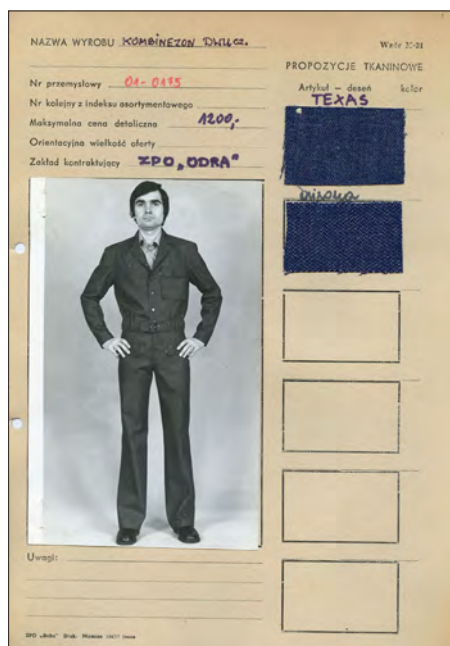 NAZWA WYROBU KOMBINEZON DWUCZ.
Nr przemysłowy 01-0175
Nr kolejny z indeksu asortymentowego
Maksymalna cena detaliczna 1200,-
Orientacyjna wielkość oferty
Zakład kontraktujący ZPO „ODRA"
Uwagi:
ZPO
Wzór
PROPOZYCJE TKANINOWE
Artykuł – deseń kolor
TEXAS